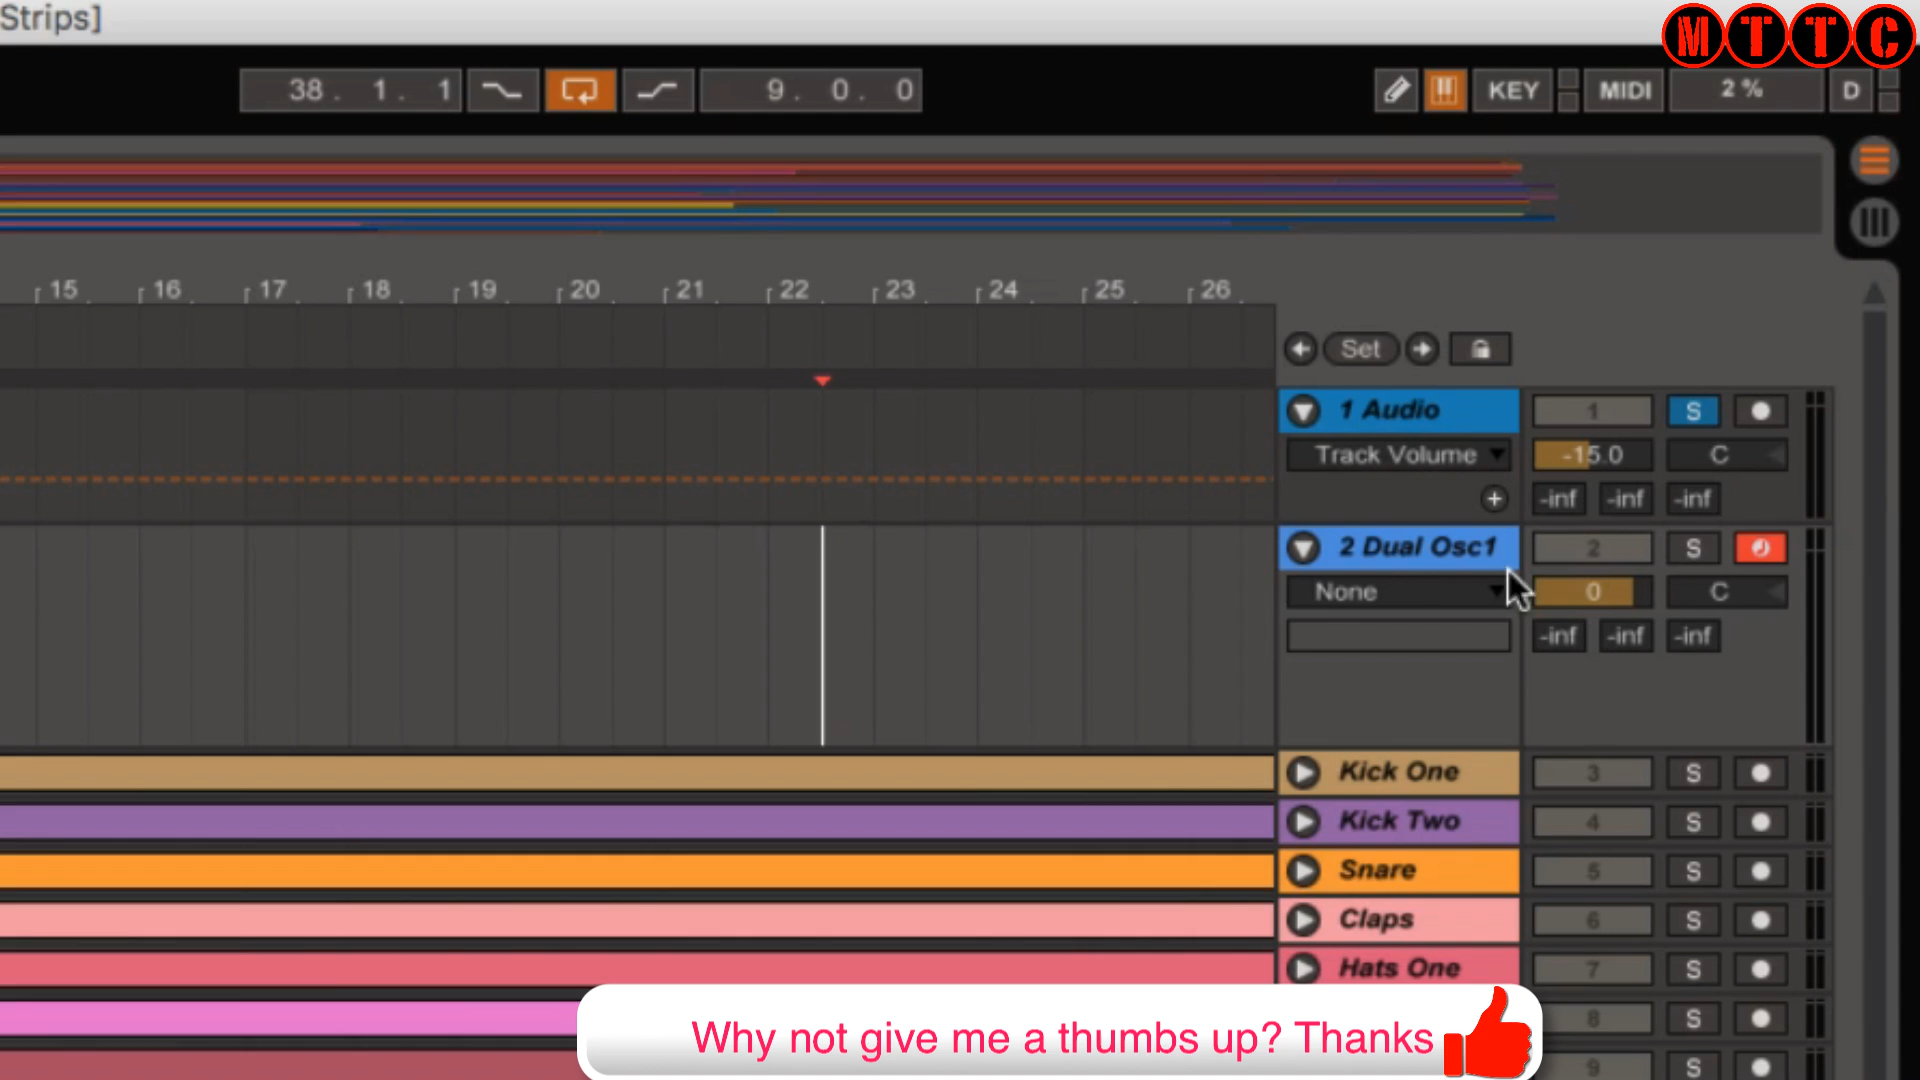 Strips]
MTTC
38. 1. 1
9. 0. 0
KEY
MIDI
2 %
D
15 16 17 18 19 20 21 22 23 24 25 26
Set
1 Audio
1
S
Track Volume
-15.0
C
-inf -inf -inf
2 Dual Osc1
2
S
None
0
C
-inf -inf -inf
Kick One
3
S
Kick Two
4
S
Snare
5
S
Claps
6
S
Hats One
7
S
8
S
9
S
Why not give me a thumbs up? Thanks